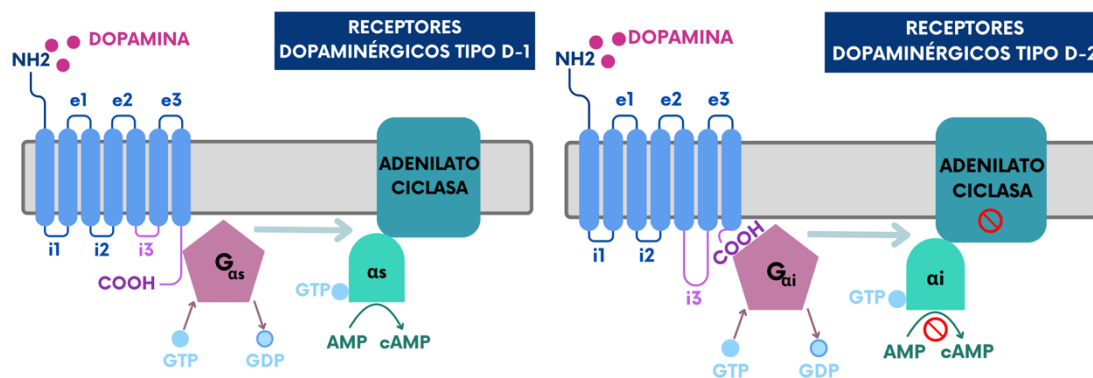 RECEPTORES
DOPAMINÉRGICOS TIPO D-1
DOPAMINA
NH2
e1
e2
e3
ADENILATO
CICLASA
i1
i2
i3
COOH
Gαs
αs
GTP
AMP
cAMP
GTP
GDP
RECEPTORES
DOPAMINÉRGICOS TIPO D-2
DOPAMINA
NH2
e1
e2
e3
ADENILATO
CICLASA
i1
i2
i3
COOH
Gαi
αi
GTP
AMP
cAMP
GTP
GDP